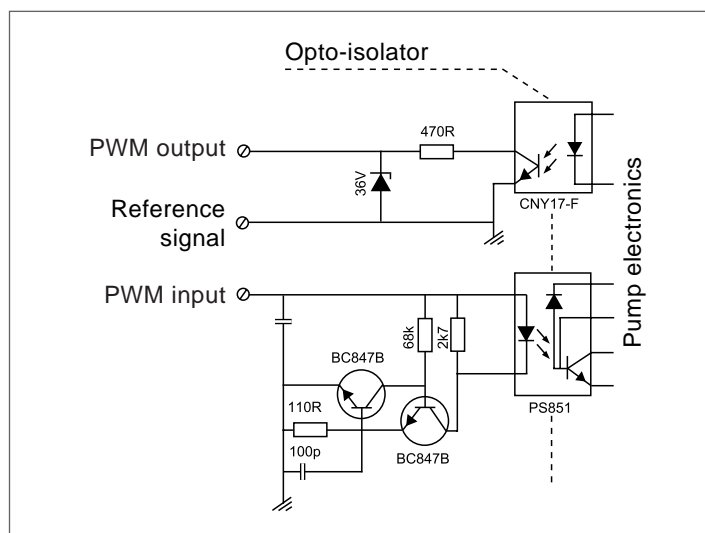 Opto-isolator
470R
PWM output
36V
CNY17-F
Reference
signal
Pump electronics
PWM input
68k
2k7
BC847B
110R
PS851
BC847B
100p